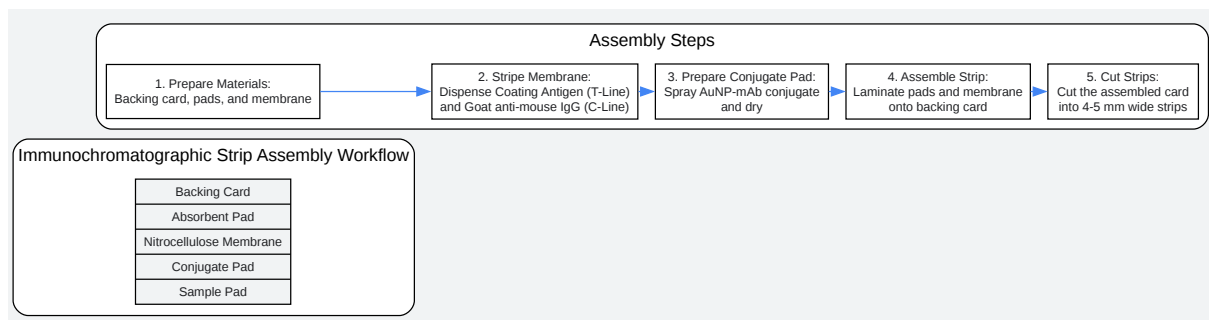 Assembly Steps
1. Prepare Materials:
Backing card, pads, and membrane
2. Stripe Membrane:
Dispense Coating Antigen (T-Line)
and Goat anti-mouse IgG (C-Line)
3. Prepare Conjugate Pad:
Spray AuNP-mAb conjugate
and dry
4. Assemble Strip:
Laminate pads and membrane
onto backing card
5. Cut Strips:
Cut the assembled card
into 4-5 mm wide strips
Immunochromatographic Strip Assembly Workflow
Backing Card
Absorbent Pad
Nitrocellulose Membrane
Conjugate Pad
Sample Pad